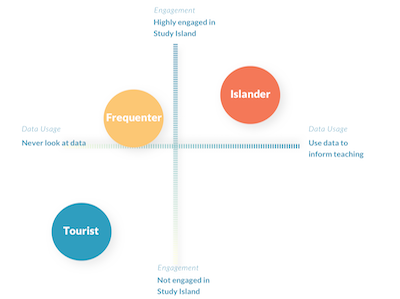 Engagement
Highly engaged in
Study Island
Islander
Frequenter
Data Usage
Never look at data
Data Usage
Use data to
inform teaching
Tourist
Engagement
Not engaged in
Study Island